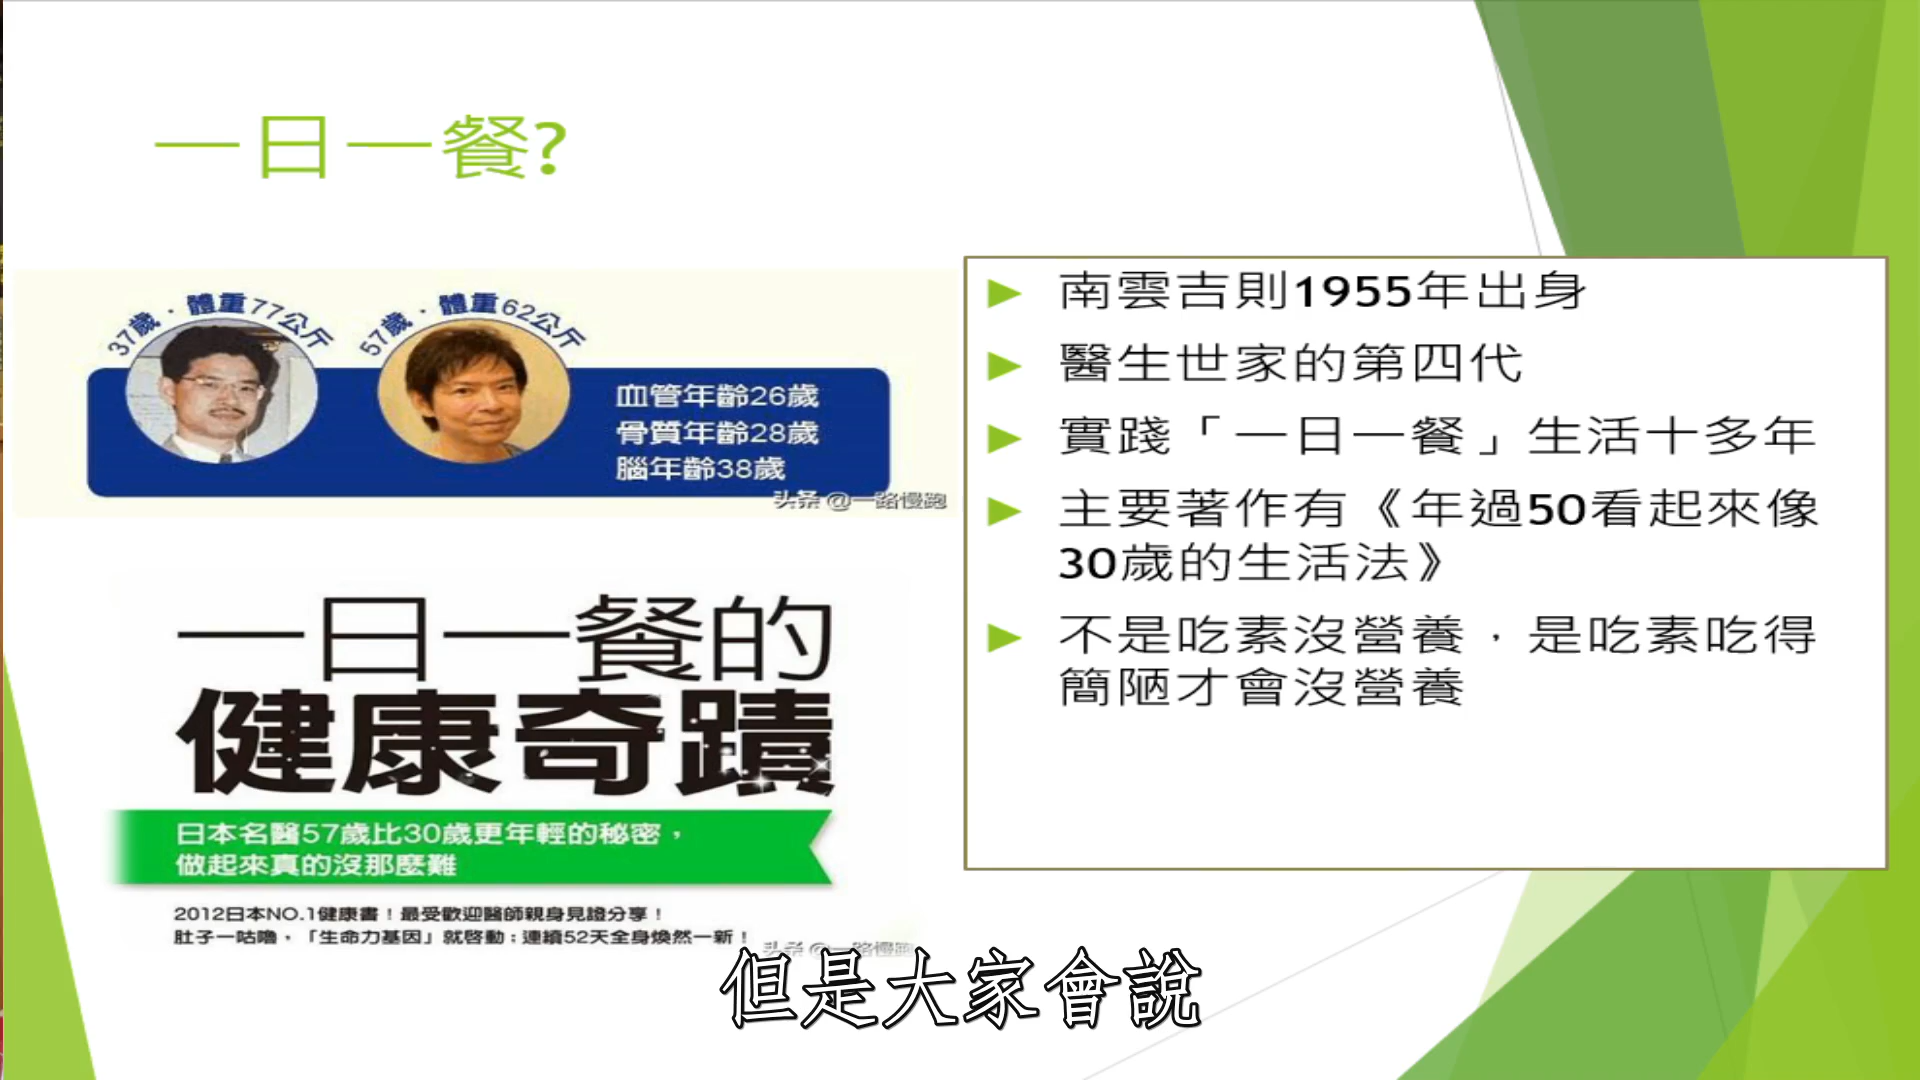 一日一餐?
37歲．體重77公斤
57歲．體重62公斤
血管年齡26歲
骨質年齡28歲
腦年齡38歲
头条 @一路慢跑
一日一餐的
健康奇蹟
日本名醫57歲比30歲更年輕的秘密，
做起來真的沒那麼難
2012日本NO.1健康書！最受歡迎醫師親身見證分享！
肚子一咕嚕，「生命力基因」就啓動；連續52天全身煥然一新！
头条 @一路慢跑
南雲吉則1955年出身
醫生世家的第四代
實踐「一日一餐」生活十多年
主要著作有《年過50看起來像
30歲的生活法》
不是吃素沒營養，是吃素吃得
簡陋才會沒營養
但是大家會說